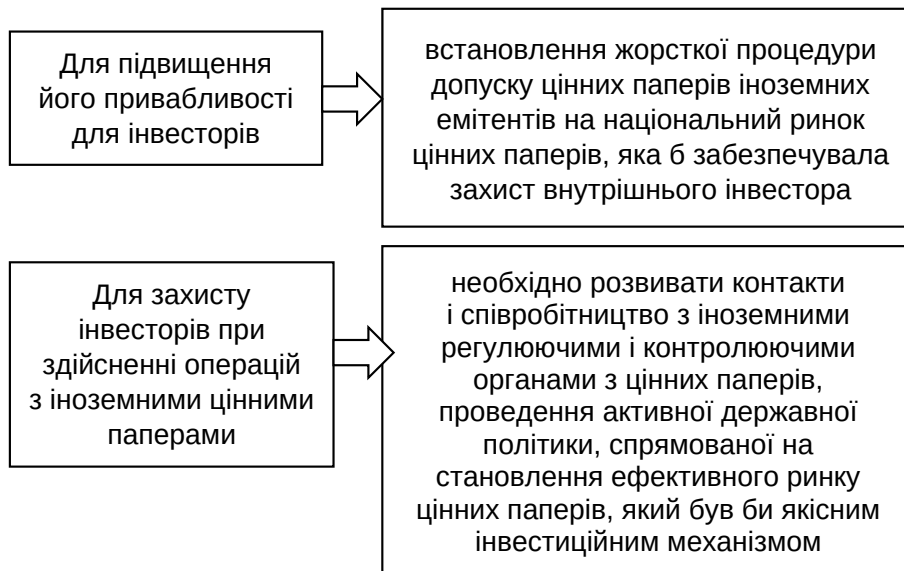 Для підвищення
його привабливості
для інвесторів
встановлення жорсткої процедури
допуску цінних паперів іноземних
емітентів на національний ринок
цінних паперів, яка б забезпечувала
захист внутрішнього інвестора
Для захисту
інвесторів при
здійсненні операцій
з іноземними цінними
паперами
необхідно розвивати контакти
і співробітництво з іноземними
регулюючими і контролюючими
органами з цінних паперів,
проведення активної державної
політики, спрямованої на
становлення ефективного ринку
цінних паперів, який був би якісним
інвестиційним механізмом